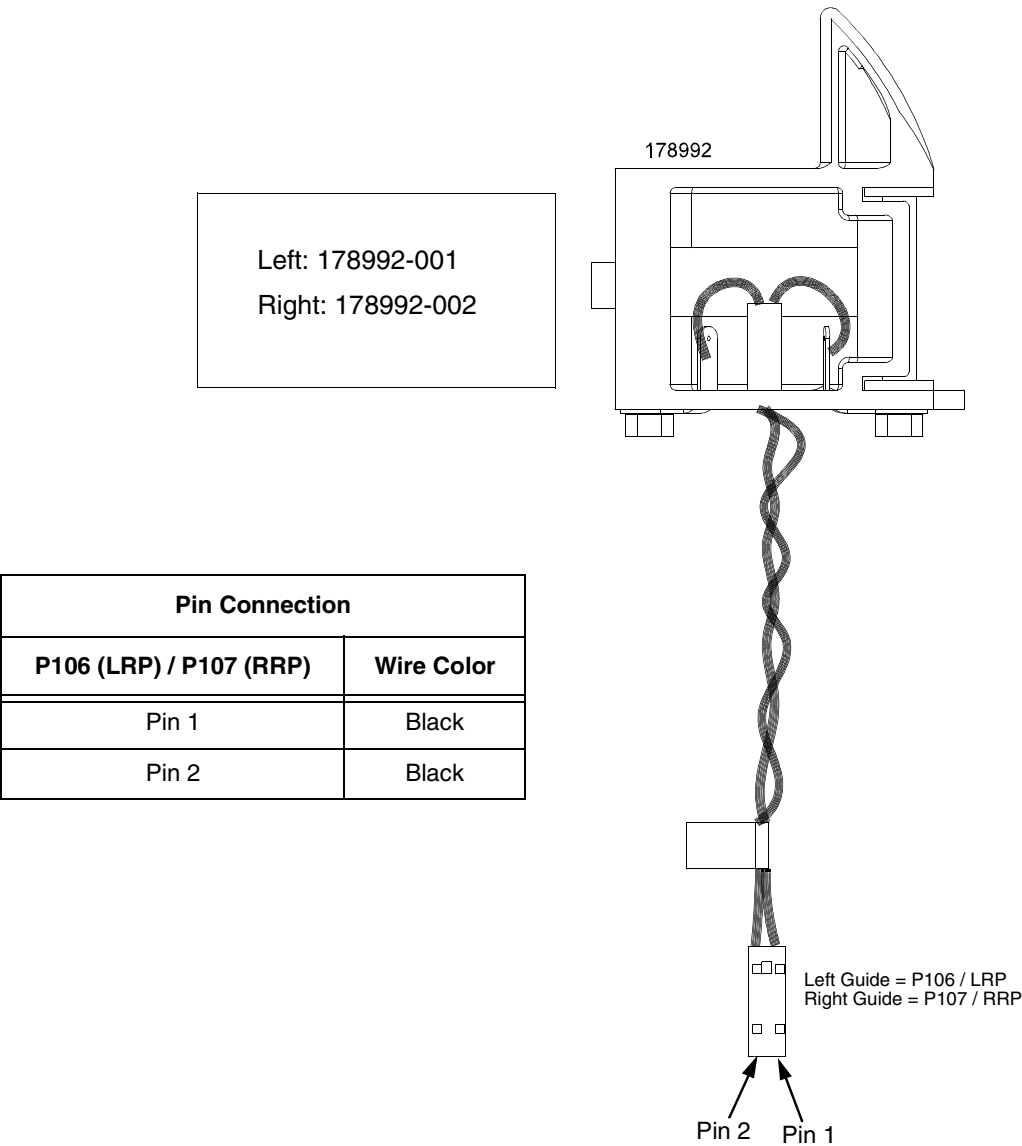 178992
Left: 178992-001
Right: 178992-002
Pin Connection
P106 (LRP) / P107 (RRP) Wire Color
Pin 1 Black
Pin 2 Black
Left Guide = P106 / LRP
Right Guide = P107 / RRP
Pin 2 Pin 1